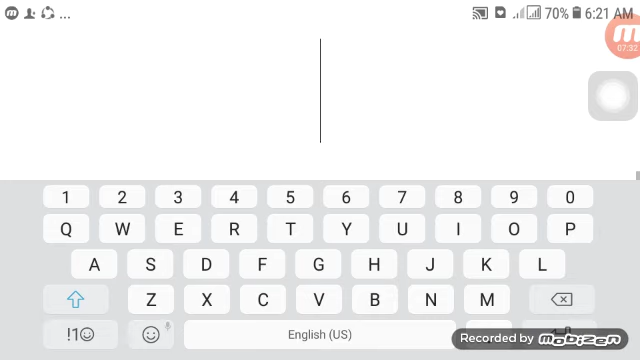 ... 70% 6:21 AM
07:32
1 2 3 4 5 6 7 8 9 0
Q W E R T Y U I O P
A S D F G H J K L
Z X C V B N M
!1☺ English (US)
Recorded by mobizen